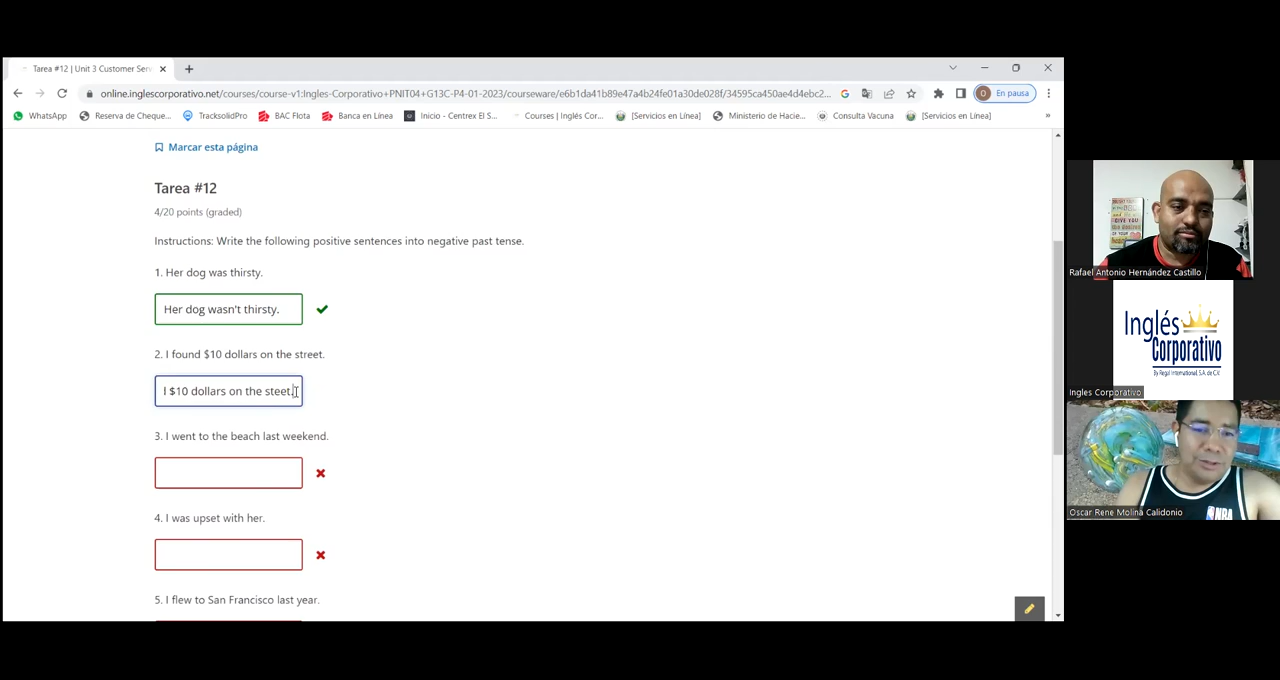 Tarea #12 | Unit 3 Customer Serv
online.inglescorporativo.net/courses/course-v1:Ingles-Corporativo+PNIT04+G13C-P4-01-2023/courseware/e6b1da41b89e47a4b24fe01a30de028f/34595ca450ae4d4ebc2...
En pausa
WhatsApp
Reserva de Cheque...
TracksolidPro
BAC Flota
Banca en Línea
Inicio - Centrex El S...
Courses | Inglés Cor...
[Servicios en Línea]
Ministerio de Hacie...
Consulta Vacuna
[Servicios en Línea]
Marcar esta página
Tarea #12
4/20 points (graded)
Instructions: Write the following positive sentences into negative past tense.
1. Her dog was thirsty.
Her dog wasn't thirsty.
2. I found $10 dollars on the street.
I $10 dollars on the steet.
3. I went to the beach last weekend.
4. I was upset with her.
5. I flew to San Francisco last year.
Rafael Antonio Hernández Castillo
Inglés
Corporativo
By Regal International, S.A. de C.V.
Ingles Corporativo
NBA
Oscar Rene Molina Calidonio